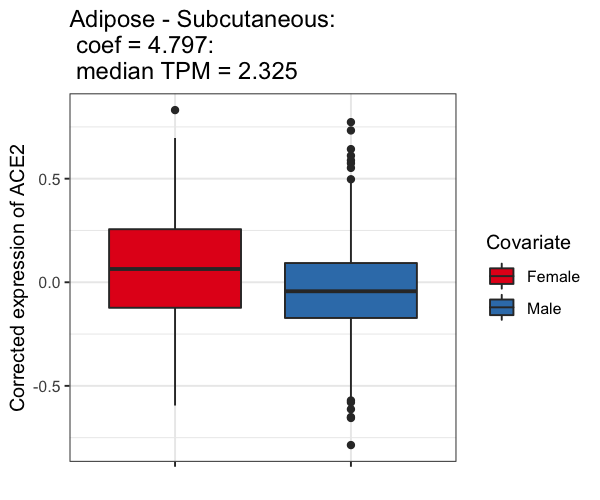 Adipose - Subcutaneous:
coef = 4.797:
median TPM = 2.325
Corrected expression of ACE2
0.5
0.0
-0.5
Covariate
Female
Male